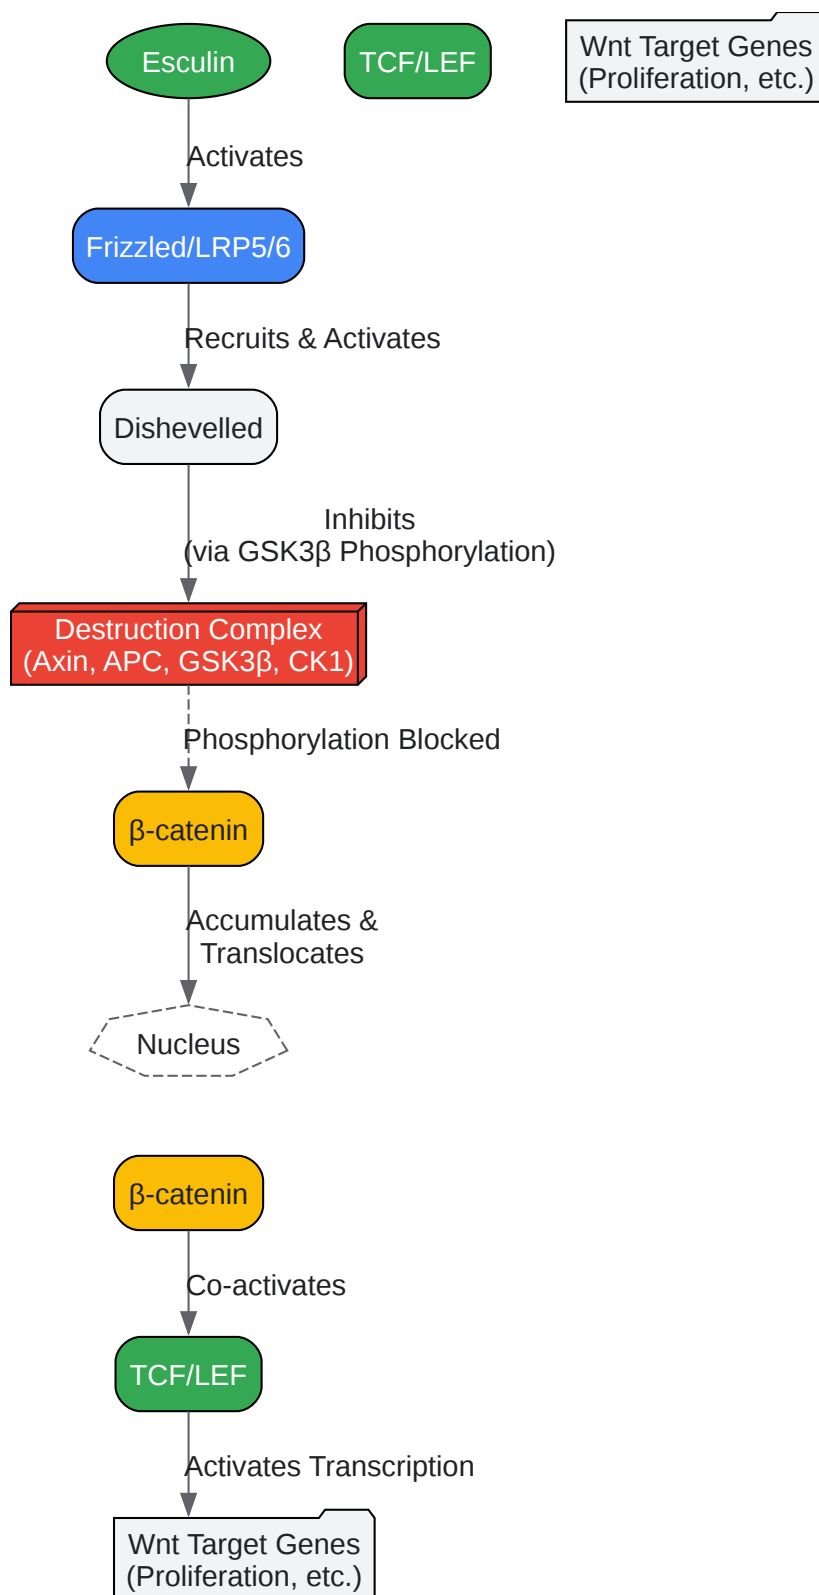 Esculin
TCF/LEF
Wnt Target Genes
(Proliferation, etc.)
Activates
Frizzled/LRP5/6
Recruits & Activates
Dishevelled
Inhibits
(via GSK3β Phosphorylation)
Destruction Complex
(Axin, APC, GSK3β, CK1)
Phosphorylation Blocked
β-catenin
Accumulates &
Translocates
Nucleus
β-catenin
Co-activates
TCF/LEF
Activates Transcription
Wnt Target Genes
(Proliferation, etc.)